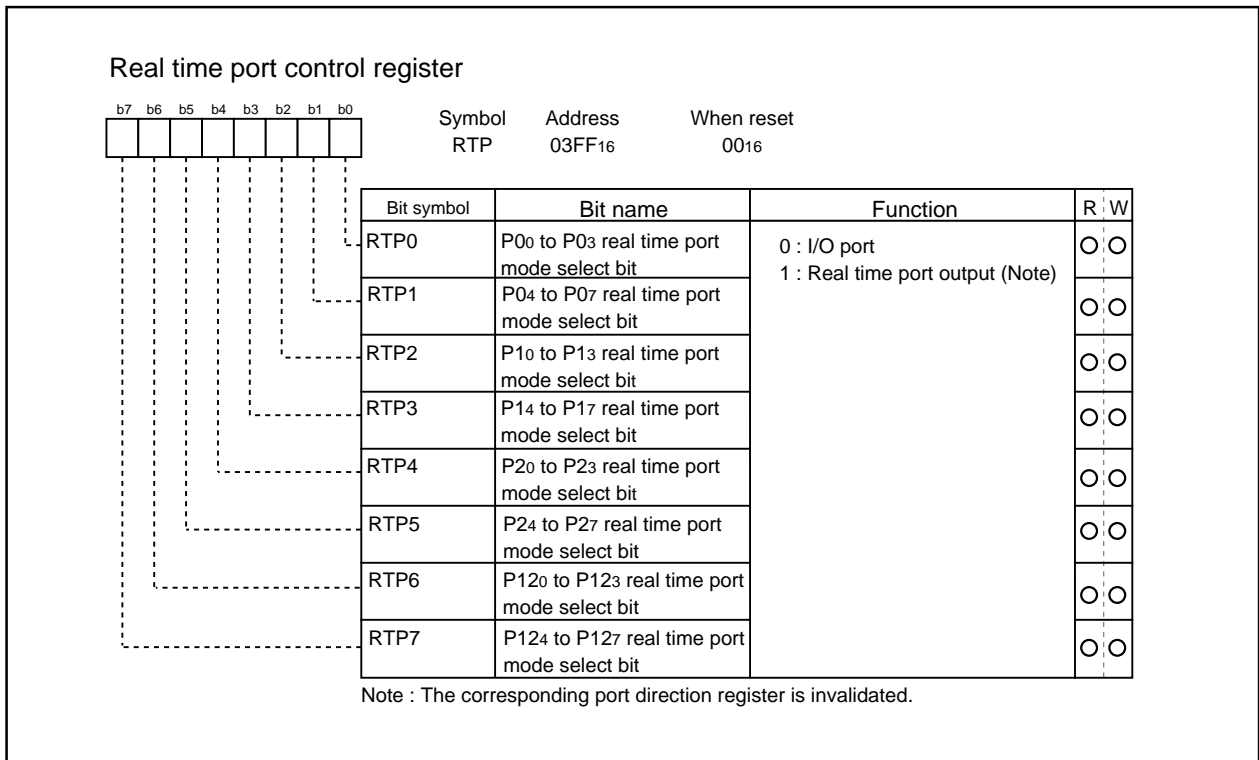 Real time port control register
b7 b6 b5 b4 b3 b2 b1 b0
Symbol Address When reset
RTP 03FF16 0016
Bit symbol Bit name Function R W
RTP0 P00 to P03 real time port mode select bit 0 : I/O port
1 : Real time port output (Note)
RTP1 P04 to P07 real time port
mode select bit
RTP2 P10 to P13 real time port
mode select bit
RTP3 P14 to P17 real time port
mode select bit
RTP4 P20 to P23 real time port
mode select bit
RTP5 P24 to P27 real time port
mode select bit
RTP6 P120 to P123 real time port
mode select bit
RTP7 P124 to P127 real time port
mode select bit
Note : The corresponding port direction register is invalidated.